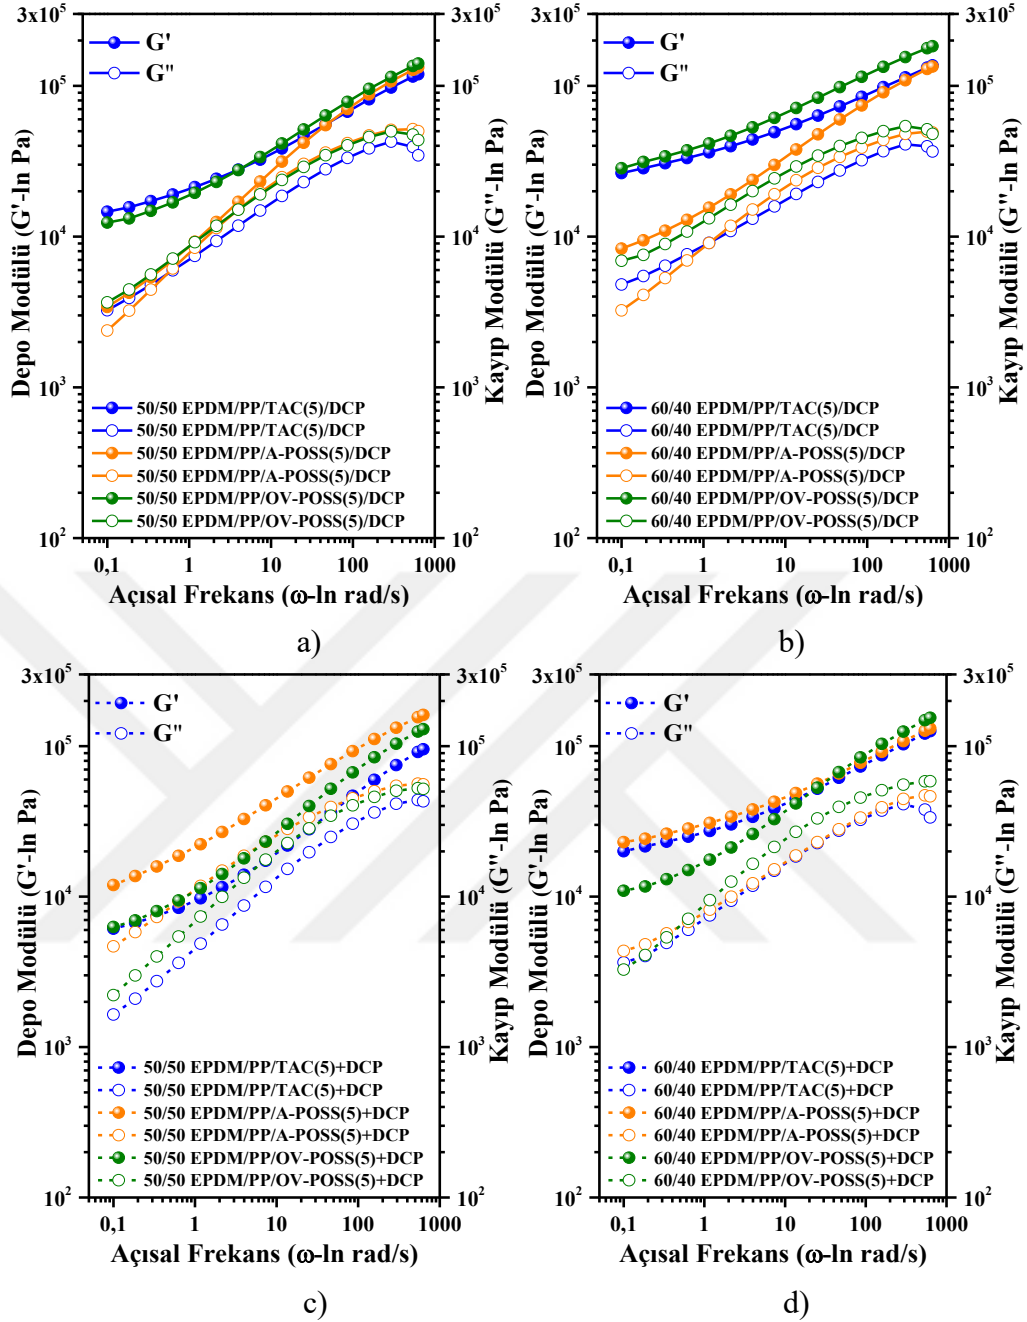 3x10⁵
10⁵
10⁴
10³
10²
Depo Modülü (G'-ln Pa)
G'
G''
50/50 EPDM/PP/TAC(5)/DCP
50/50 EPDM/PP/TAC(5)/DCP
50/50 EPDM/PP/A-POSS(5)/DCP
50/50 EPDM/PP/A-POSS(5)/DCP
50/50 EPDM/PP/OV-POSS(5)/DCP
50/50 EPDM/PP/OV-POSS(5)/DCP
3x10⁵
10⁵
10⁴
10³
10²
Kayıp Modülü (G''-ln Pa)
0,1 1 10 100 1000
Açısal Frekans (ω-ln rad/s)
a)
3x10⁵
10⁵
10⁴
10³
10²
Depo Modülü (G'-ln Pa)
G'
G''
60/40 EPDM/PP/TAC(5)/DCP
60/40 EPDM/PP/TAC(5)/DCP
60/40 EPDM/PP/A-POSS(5)/DCP
60/40 EPDM/PP/A-POSS(5)/DCP
60/40 EPDM/PP/OV-POSS(5)/DCP
60/40 EPDM/PP/OV-POSS(5)/DCP
3x10⁵
10⁵
10⁴
10³
10²
Kayıp Modülü (G''-ln Pa)
0,1 1 10 100 1000
Açısal Frekans (ω-ln rad/s)
b)
3x10⁵
10⁵
10⁴
10³
10²
Depo Modülü (G'-ln Pa)
G'
G''
50/50 EPDM/PP/TAC(5)+DCP
50/50 EPDM/PP/TAC(5)+DCP
50/50 EPDM/PP/A-POSS(5)+DCP
50/50 EPDM/PP/A-POSS(5)+DCP
50/50 EPDM/PP/OV-POSS(5)+DCP
50/50 EPDM/PP/OV-POSS(5)+DCP
3x10⁵
10⁵
10⁴
10³
10²
Kayıp Modülü (G''-ln Pa)
0,1 1 10 100 1000
Açısal Frekans (ω-ln rad/s)
c)
3x10⁵
10⁵
10⁴
10³
10²
Depo Modülü (G'-ln Pa)
G'
G''
60/40 EPDM/PP/TAC(5)+DCP
60/40 EPDM/PP/TAC(5)+DCP
60/40 EPDM/PP/A-POSS(5)+DCP
60/40 EPDM/PP/A-POSS(5)+DCP
60/40 EPDM/PP/OV-POSS(5)+DCP
60/40 EPDM/PP/OV-POSS(5)+DCP
3x10⁵
10⁵
10⁴
10³
10²
Kayıp Modülü (G''-ln Pa)
0,1 1 10 100 1000
Açısal Frekans (ω-ln rad/s)
d)